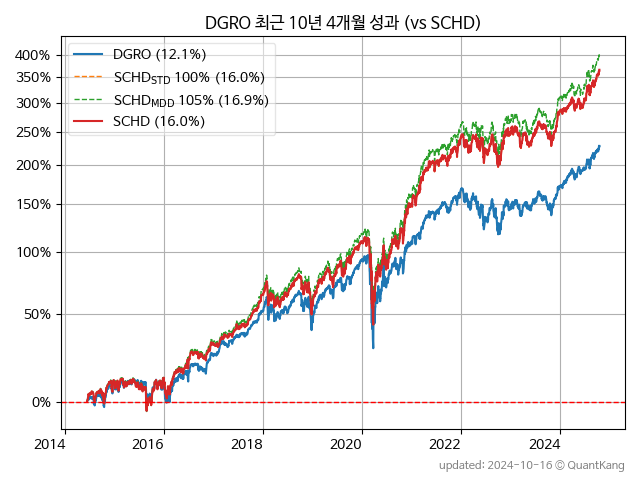 DGRO 최근 10년 4개월 성과 (vs SCHD)
DGRO (12.1%)
SCHD_STD 100% (16.0%)
SCHD_MDD 105% (16.9%)
SCHD (16.0%)
400%
350%
300%
250%
200%
150%
100%
50%
0%
2014 2016 2018 2020 2022 2024
updated: 2024-10-16 © QuantKang